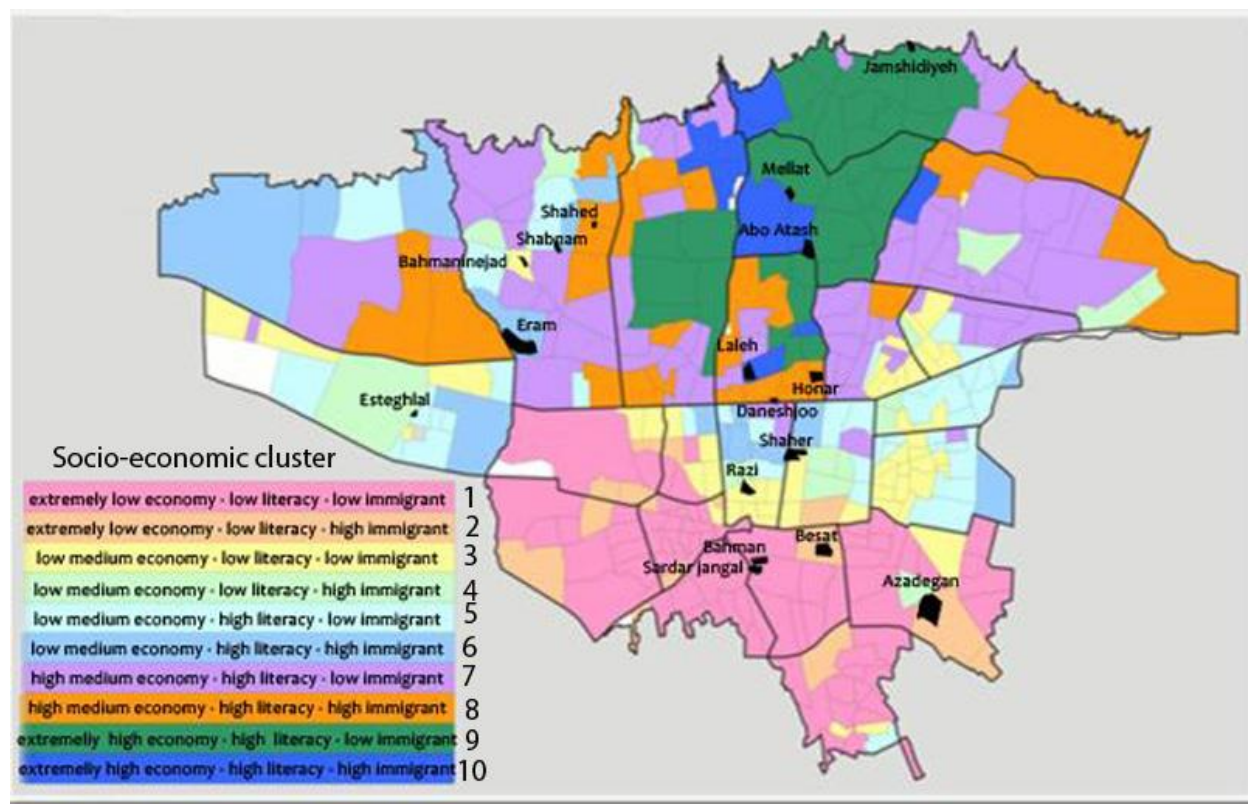 Jamshidiyeh
Mellat
Shahed
Abo Atash
Shabnam
Bahmaninejad
Eram
Laleh
Honar
Esteghlal
Daneshjoo
Shaher
Razi
Besat
Bahman
Sardar jangal
Azadegan
Socio-economic cluster
extremely low economy - low literacy - low immigrant 1
extremely low economy - low literacy - high immigrant 2
low medium economy - low literacy - low immigrant 3
low medium economy - low literacy - high immigrant 4
low medium economy - high literacy - low immigrant 5
low medium economy - high literacy - high immigrant 6
high medium economy - high literacy - low immigrant 7
high medium economy - high literacy - high immigrant 8
extremelly high economy - high literacy - low immigrant 9
extremelly high economy - high literacy - high immigrant 10